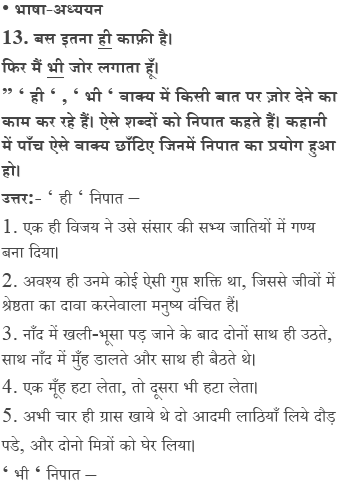 • भाषा-अध्ययन
13. बस इतना ही काफ़ी है।
फिर मैं भी जोर लगाता हूँ।
” ‘ ही ‘ , ‘ भी ‘ वाक्य में किसी बात पर ज़ोर देने का
काम कर रहे हैं। ऐसे शब्दों को निपात कहते हैं। कहानी
में पाँच ऐसे वाक्य छाँटिए जिनमें निपात का प्रयोग हुआ
हो।
उत्तर:- ‘ ही ‘ निपात –
1. एक ही विजय ने उसे संसार की सभ्य जातियों में गण्य
बना दिया।
2. अवश्य ही उनमे कोई ऐसी गुप्त शक्ति था, जिससे जीवों में
श्रेष्ठता का दावा करनेवाला मनुष्य वंचित हैं।
3. नाँद में खली-भूसा पड़ जाने के बाद दोनों साथ ही उठते,
साथ नाँद में मुँह डालते और साथ ही बैठते थे।
4. एक मूँह हटा लेता, तो दूसरा भी हटा लेता।
5. अभी चार ही ग्रास खाये थे दो आदमी लाठियाँ लिये दौड़
पडे, और दोनो मित्रों को घेर लिया।
‘ भी ‘ निपात –